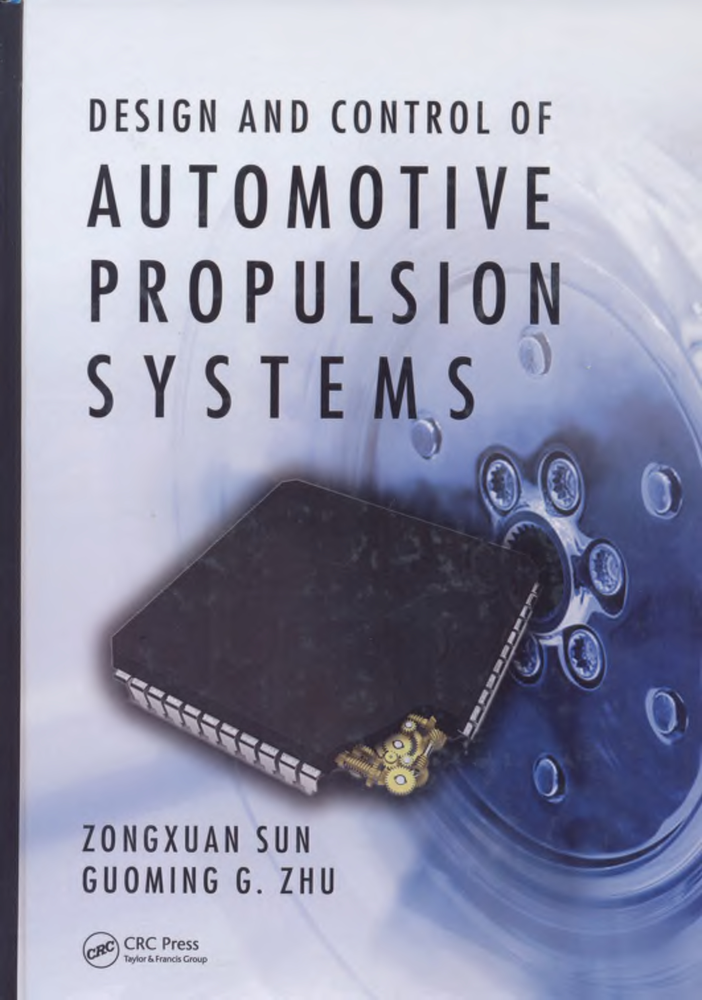 DESIGN AND CONTROL OF
AUTOMOTIVE
PROPULSION
SYSTEMS
ZONGXUAN SUN
GUOMING G. ZHU
CRC
CRC Press
Taylor & Francis Group